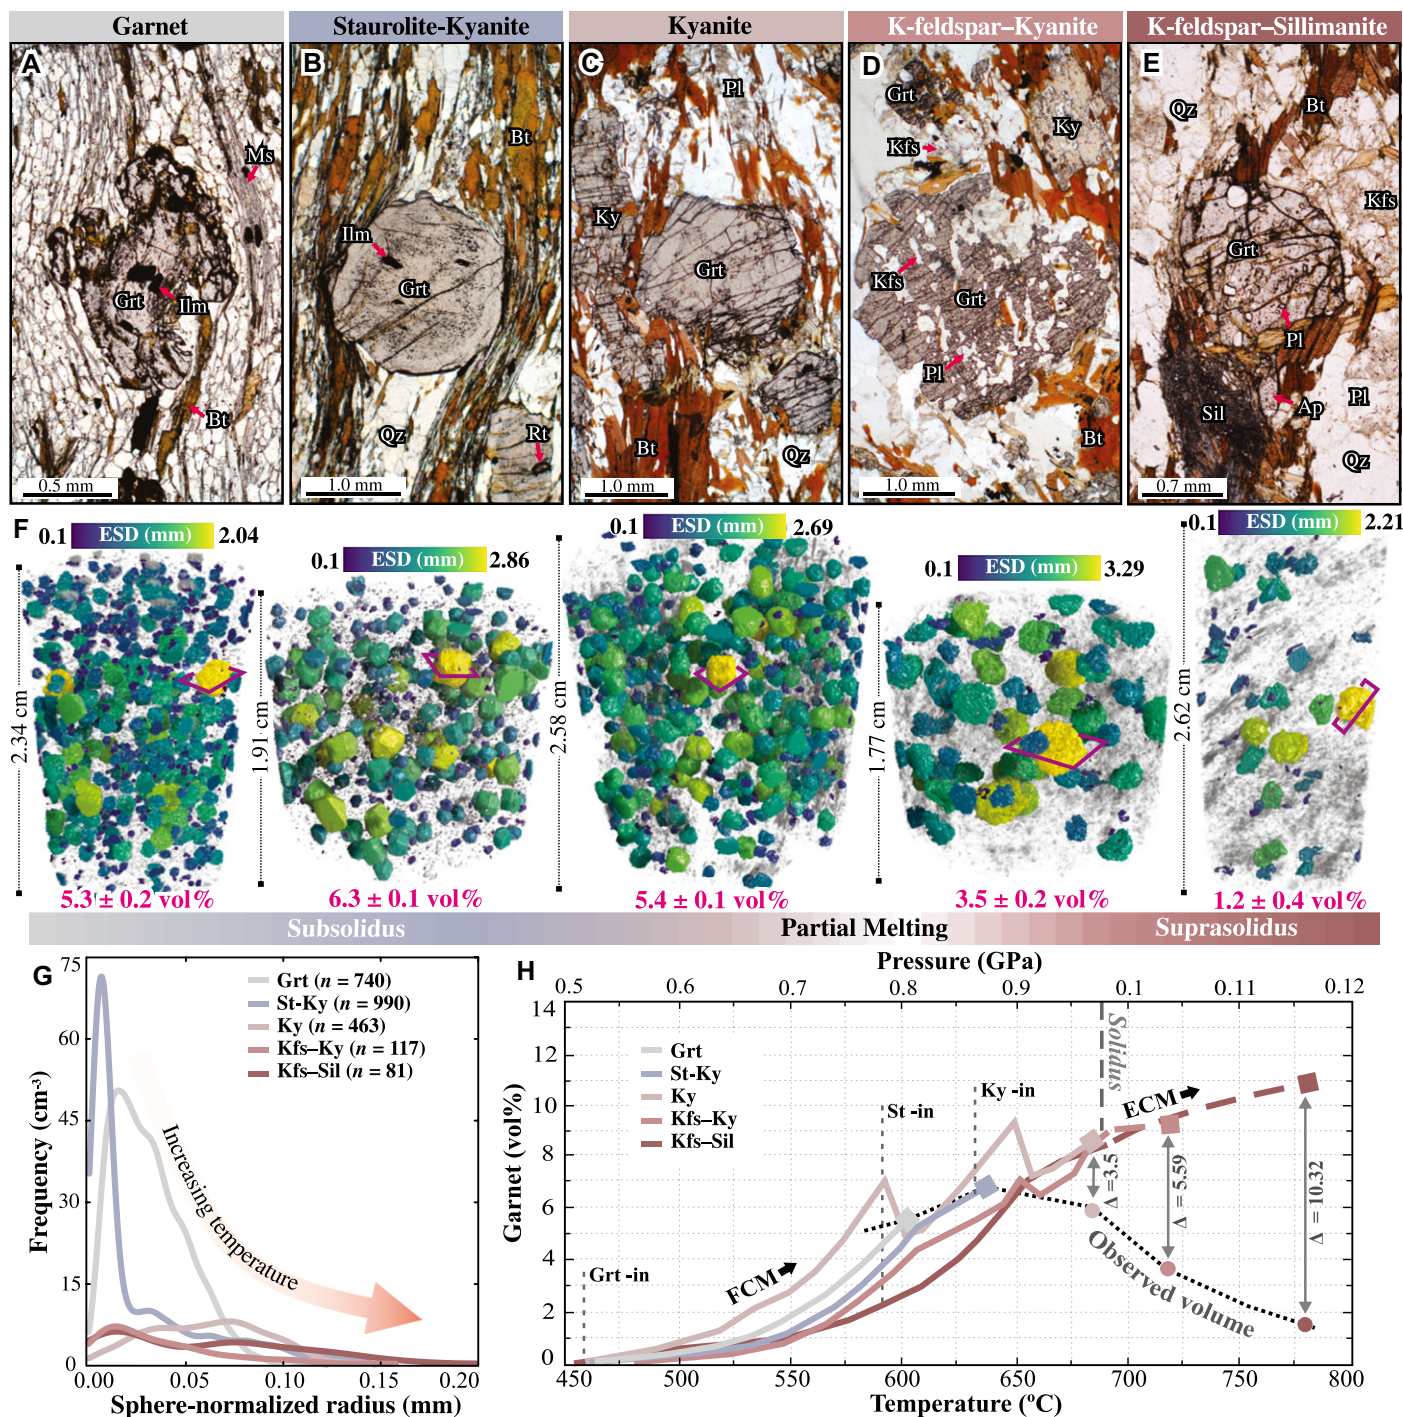 Garnet
Staurolite-Kyanite
Kyanite
K-feldspar–Kyanite
K-feldspar–Sillimanite
A
Ms
Grt
Ilm
Bt
0.5 mm
B
Bt
Ilm
Grt
Qz
Rt
1.0 mm
C
Pl
Ky
Grt
Bt
Qz
1.0 mm
D
Grt
Ky
Kfs
Kfs
Grt
Pl
Bt
1.0 mm
E
Qz
Bt
Kfs
Grt
Pl
Sil
Ap
Pl
Qz
0.7 mm
F
0.1 ESD (mm) 2.04
2.34 cm
5.3 ± 0.2 vol%
0.1 ESD (mm) 2.86
1.91 cm
6.3 ± 0.1 vol%
0.1 ESD (mm) 2.69
2.58 cm
5.4 ± 0.1 vol%
0.1 ESD (mm) 3.29
1.77 cm
3.5 ± 0.2 vol%
0.1 ESD (mm) 2.21
2.62 cm
1.2 ± 0.4 vol%
Subsolidus
Partial Melting
Suprasolidus
G
75
60
45
30
15
0
Frequency (cm⁻³)
Grt (n = 740)
St-Ky (n = 990)
Ky (n = 463)
Kfs–Ky (n = 117)
Kfs–Sil (n = 81)
Increasing temperature
0.00 0.05 0.10 0.15 0.20
Sphere-normalized radius (mm)
H
Pressure (GPa)
0.5 0.6 0.7 0.8 0.9 0.1 0.11 0.12
14
12
10
8
6
4
2
0
Garnet (vol%)
Grt
St-Ky
Ky
Kfs–Ky
Kfs–Sil
Grt -in
St -in
Ky -in
Solidus
FCM
ECM
Δ =3.5
Δ = 5.59
Δ = 10.32
Observed volume
450 500 550 600 650 700 750 800
Temperature (ºC)